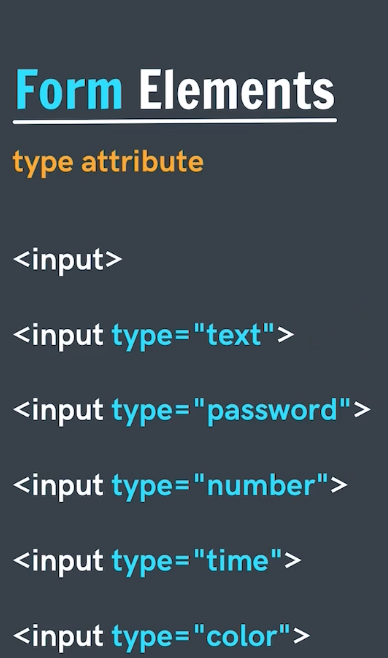 Form Elements
type attribute
<input>
<input type="text">
<input type="password">
<input type="number">
<input type="time">
<input type="color">